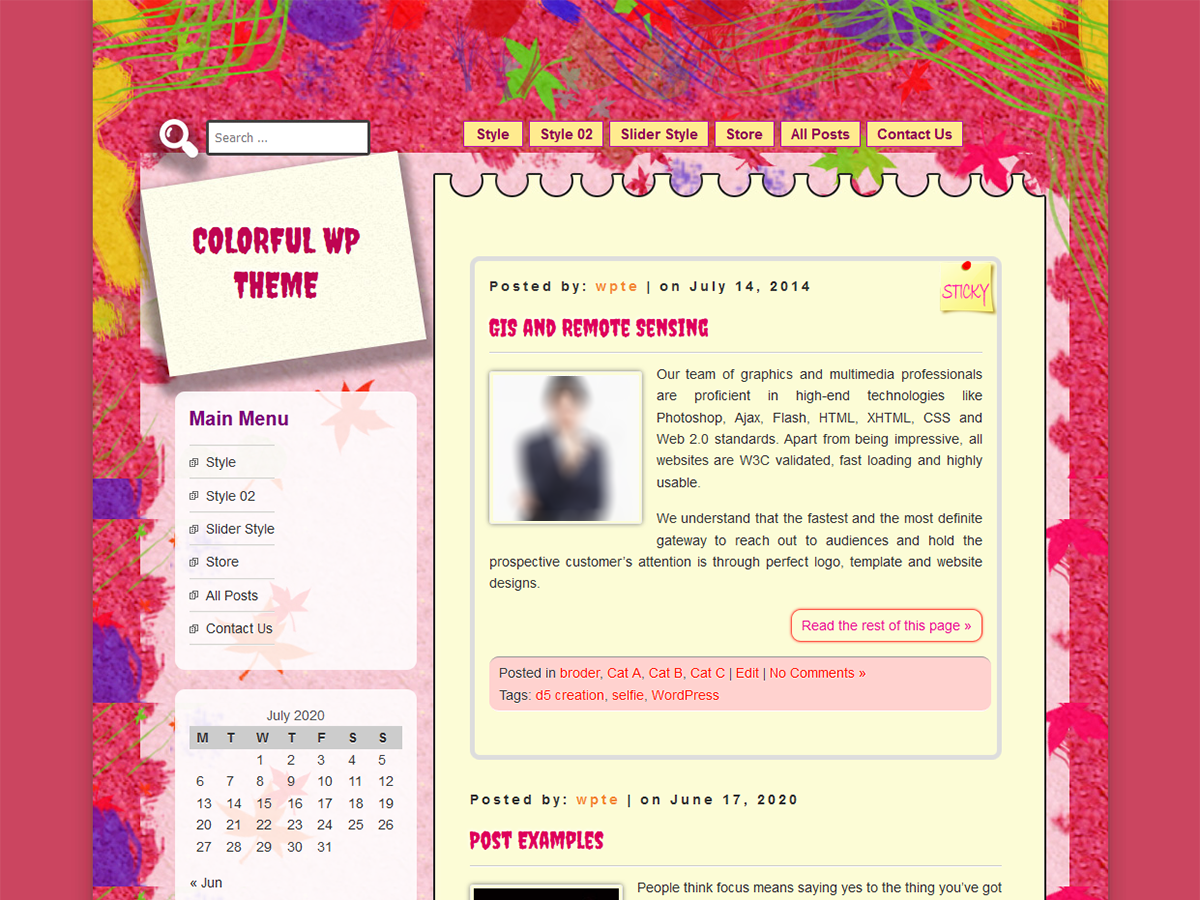 Search ...
Style
Style 02
Slider Style
Store
All Posts
Contact Us
COLORFUL WP
THEME
Main Menu
Style
Style 02
Slider Style
Store
All Posts
Contact Us
July 2020
M T W T F S S
1 2 3 4 5
6 7 8 9 10 11 12
13 14 15 16 17 18 19
20 21 22 23 24 25 26
27 28 29 30 31
« Jun
Posted by: wpte | on July 14, 2014
STICKY
GIS AND REMOTE SENSING
Our team of graphics and multimedia professionals
are proficient in high-end technologies like
Photoshop, Ajax, Flash, HTML, XHTML, CSS and
Web 2.0 standards. Apart from being impressive, all
websites are W3C validated, fast loading and highly
usable.
We understand that the fastest and the most definite
gateway to reach out to audiences and hold the
prospective customer’s attention is through perfect logo, template and website
designs.
Read the rest of this page »
Posted in broder, Cat A, Cat B, Cat C | Edit | No Comments »
Tags: d5 creation, selfie, WordPress
Posted by: wpte | on June 17, 2020
POST EXAMPLES
People think focus means saying yes to the thing you’ve got